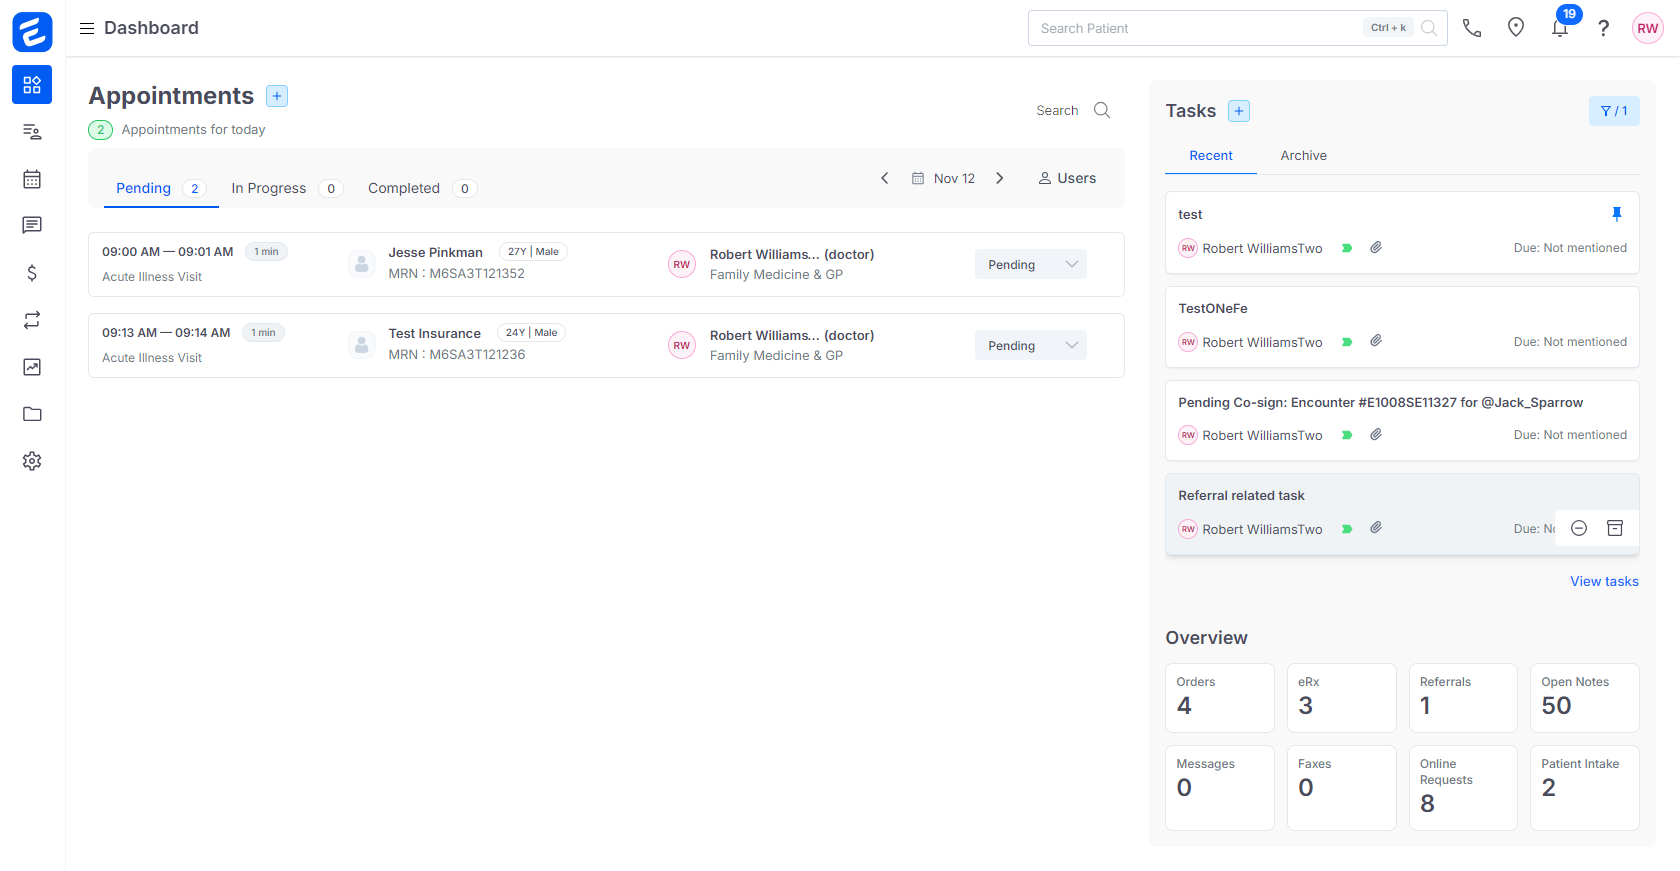 Dashboard
Search Patient
Ctrl + k
19
?
RW
Appointments
+
2
Appointments for today
Search
Pending 2
In Progress 0
Completed 0
Nov 12
Users
09:00 AM — 09:01 AM 1 min
Acute Illness Visit
Jesse Pinkman 27Y | Male
MRN : M6SA3T121352
RW
Robert Williams... (doctor)
Family Medicine & GP
Pending
09:13 AM — 09:14 AM 1 min
Acute Illness Visit
Test Insurance 24Y | Male
MRN : M6SA3T121236
RW
Robert Williams... (doctor)
Family Medicine & GP
Pending
Tasks
+
/ 1
Recent
Archive
test
RW Robert WilliamsTwo
Due: Not mentioned
TestONeFe
RW Robert WilliamsTwo
Due: Not mentioned
Pending Co-sign: Encounter #E1008SE11327 for @Jack_Sparrow
RW Robert WilliamsTwo
Due: Not mentioned
Referral related task
RW Robert WilliamsTwo
Due:
View tasks
Overview
Orders
4
eRx
3
Referrals
1
Open Notes
50
Messages
0
Faxes
0
Online
Requests
8
Patient Intake
2